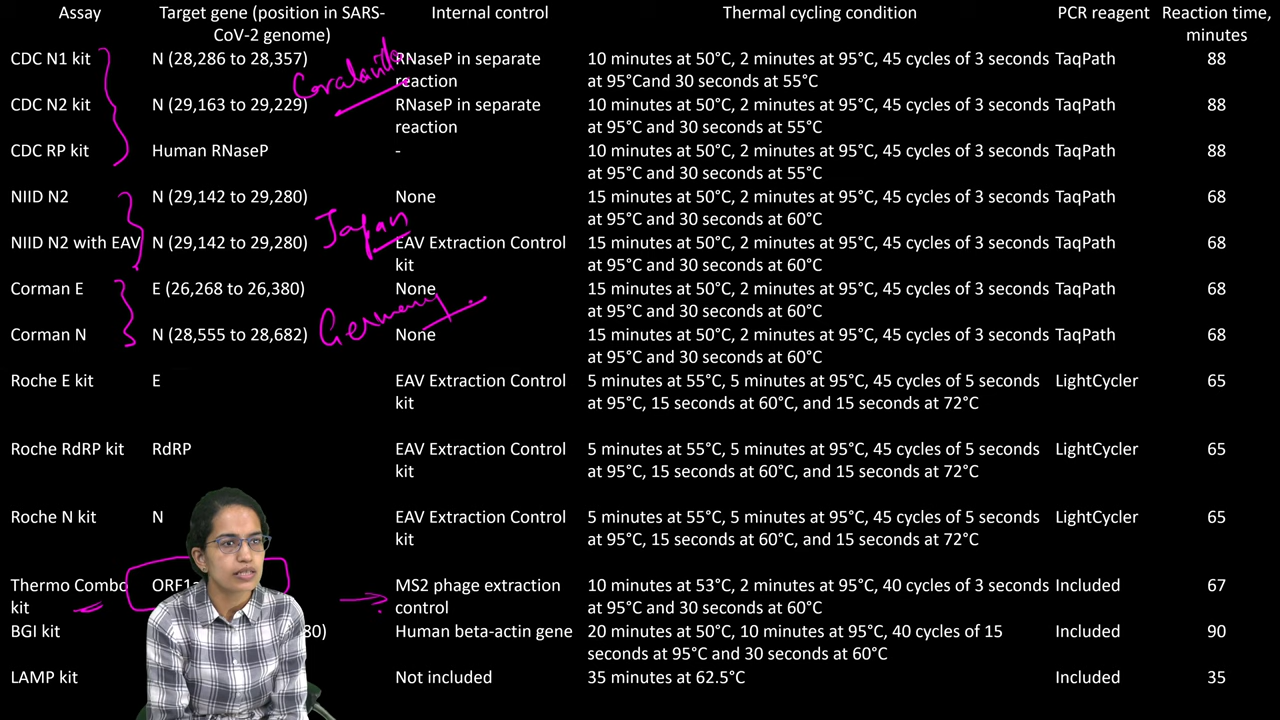 Assay Target gene (position in SARS- Internal control Thermal cycling condition PCR reagent Reaction time,
CoV-2 genome) minutes
CDC N1 kit N (28,286 to 28,357) RNaseP in separate 10 minutes at 50°C, 2 minutes at 95°C, 45 cycles of 3 seconds TaqPath 88
reaction at 95°Cand 30 seconds at 55°C
CDC N2 kit N (29,163 to 29,229) RNaseP in separate 10 minutes at 50°C, 2 minutes at 95°C, 45 cycles of 3 seconds TaqPath 88
reaction at 95°C and 30 seconds at 55°C
CDC RP kit Human RNaseP - 10 minutes at 50°C, 2 minutes at 95°C, 45 cycles of 3 seconds TaqPath 88
at 95°C and 30 seconds at 55°C
NIID N2 N (29,142 to 29,280) None 15 minutes at 50°C, 2 minutes at 95°C, 45 cycles of 3 seconds TaqPath 68
Japan at 95°C and 30 seconds at 60°C
NIID N2 with EAV N (29,142 to 29,280) EAV Extraction Control 15 minutes at 50°C, 2 minutes at 95°C, 45 cycles of 3 seconds TaqPath 68
kit at 95°C and 30 seconds at 60°C
Corman E E (26,268 to 26,380) None 15 minutes at 50°C, 2 minutes at 95°C, 45 cycles of 3 seconds TaqPath 68
Germany at 95°C and 30 seconds at 60°C
Corman N N (28,555 to 28,682) None 15 minutes at 50°C, 2 minutes at 95°C, 45 cycles of 3 seconds TaqPath 68
at 95°C and 30 seconds at 60°C
Roche E kit E EAV Extraction Control 5 minutes at 55°C, 5 minutes at 95°C, 45 cycles of 5 seconds LightCycler 65
kit at 95°C, 15 seconds at 60°C, and 15 seconds at 72°C
Roche RdRP kit RdRP EAV Extraction Control 5 minutes at 55°C, 5 minutes at 95°C, 45 cycles of 5 seconds LightCycler 65
kit at 95°C, 15 seconds at 60°C, and 15 seconds at 72°C
Roche N kit N EAV Extraction Control 5 minutes at 55°C, 5 minutes at 95°C, 45 cycles of 5 seconds LightCycler 65
kit at 95°C, 15 seconds at 60°C, and 15 seconds at 72°C
Thermo Combo ORF1a MS2 phage extraction 10 minutes at 53°C, 2 minutes at 95°C, 40 cycles of 3 seconds Included 67
kit control at 95°C and 30 seconds at 60°C
BGI kit 80) Human beta-actin gene 20 minutes at 50°C, 10 minutes at 95°C, 40 cycles of 15 Included 90
seconds at 95°C and 30 seconds at 60°C
LAMP kit Not included 35 minutes at 62.5°C Included 35